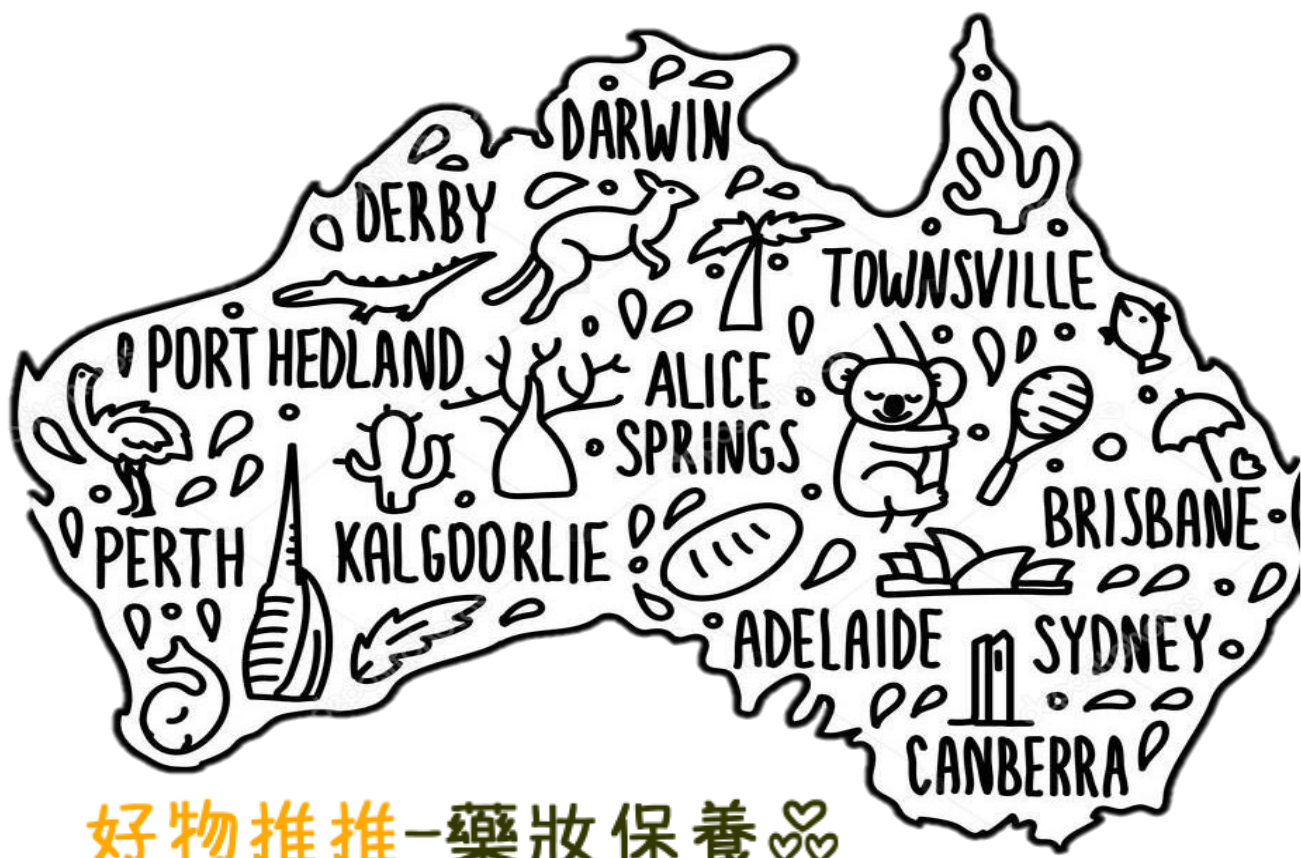 DARWIN
DERBY
TOWNSVILLE
PORT HEDLAND
ALICE
SPRINGS
BRISBANE
PERTH
KALGOORLIE
ADELAIDE
SYDNEY
CANBERRA
好物推推-藥妝保養